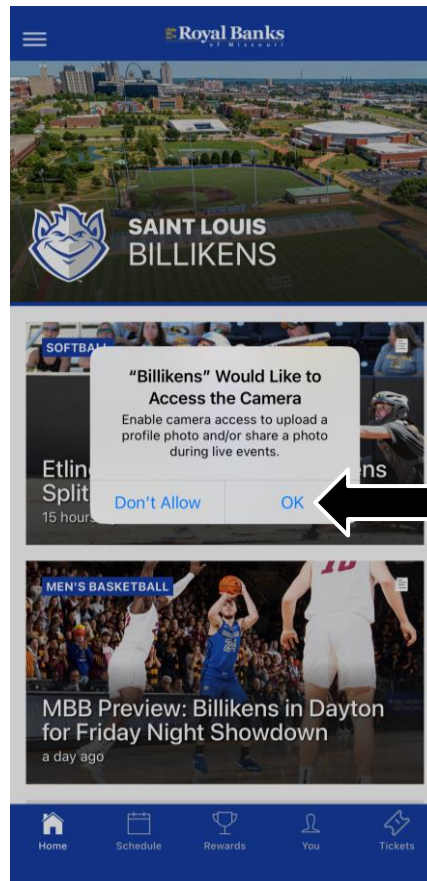 Royal Banks
of Missouri
SAINT LOUIS
BILLIKENS
SOFTBALL
"Billikens" Would Like to
Access the Camera
Enable camera access to upload a
profile photo and/or share a photo
during live events.
Don't Allow
OK
Split
15 hours
MEN'S BASKETBALL
MBB Preview: Billikens in Dayton
for Friday Night Showdown
a day ago
Home
Schedule
Rewards
You
Tickets